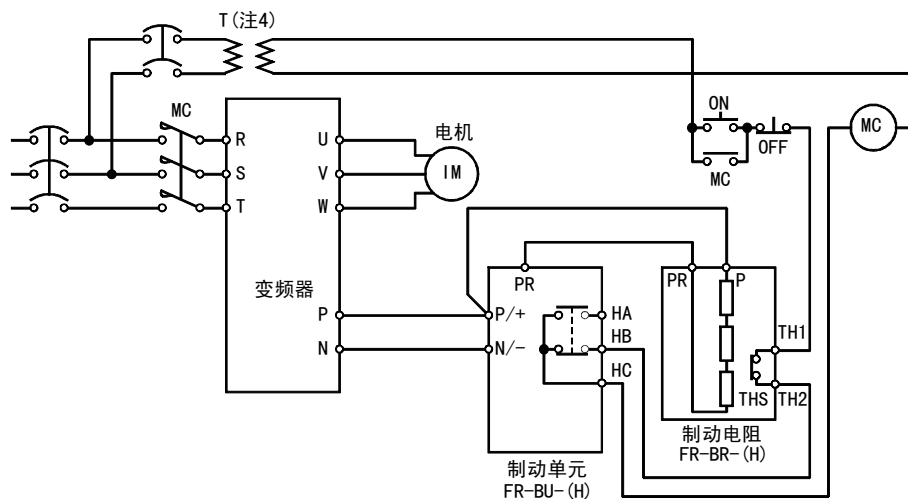 T(注4)
MC
ON
OFF
MC
MC
R
S
T
U
V
W
电机
IM
变频器
P
N
PR
P/+
N/-
HA
HB
HC
PR
P
TH1
THS
TH2
制动单元
FR-BU-(H)
制动电阻
FR-BR-(H)